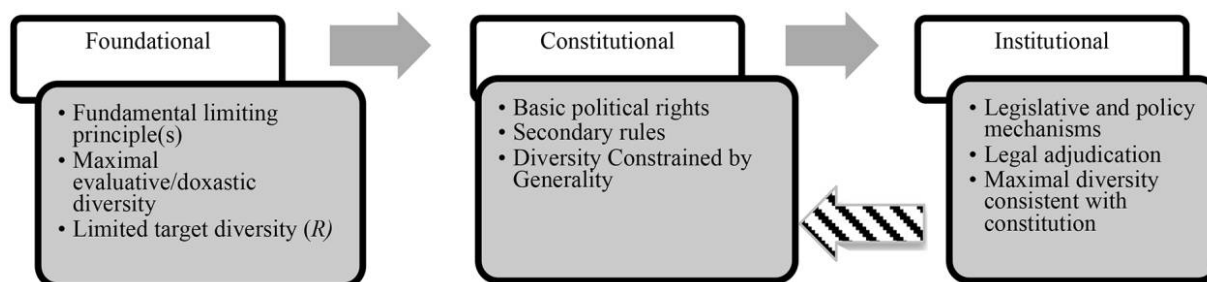 Foundational
• Fundamental limiting
principle(s)
• Maximal
evaluative/doxastic
diversity
• Limited target diversity (R)
Constitutional
• Basic political rights
• Secondary rules
• Diversity Constrained by
Generality
Institutional
• Legislative and policy
mechanisms
• Legal adjudication
• Maximal diversity
consistent with
constitution